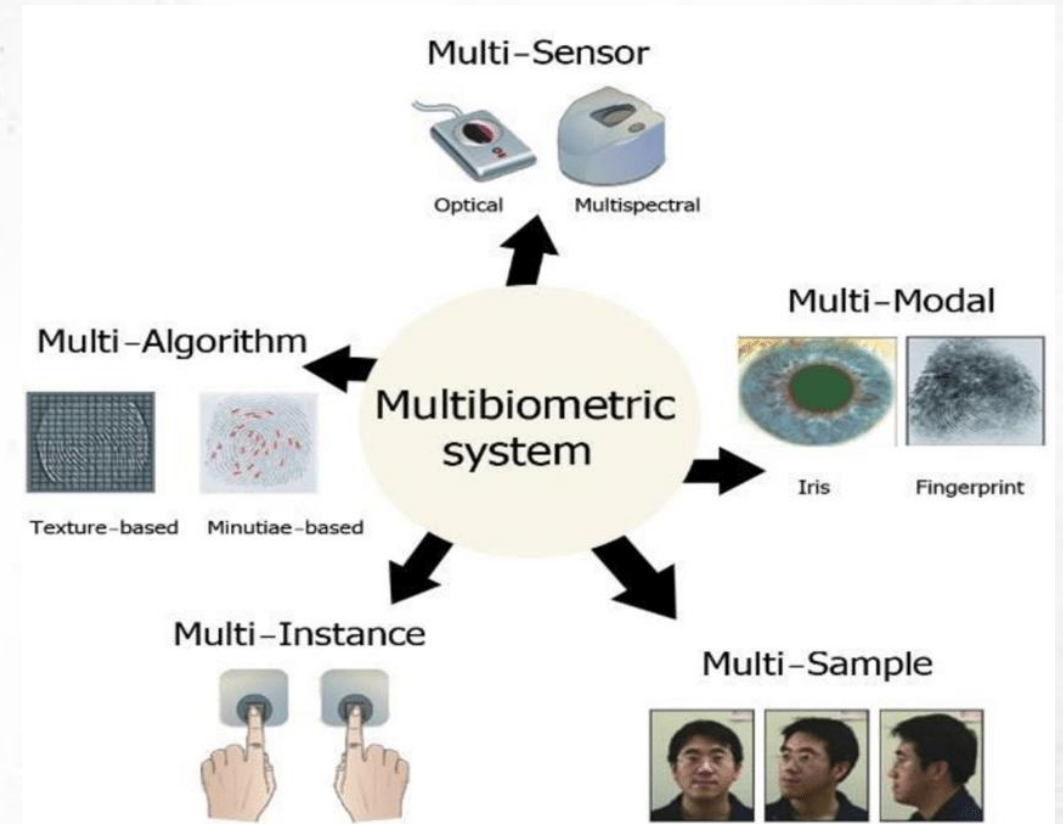 Multi-Sensor
Optical
Multispectral
Multi-Modal
Iris
Fingerprint
Multi-Algorithm
Texture-based
Minutiae-based
Multibiometric
system
Multi-Instance
Multi-Sample